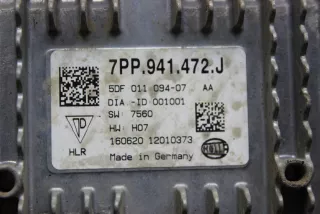 7PP.941.472.J
5DF 011 094-07 AA
DIA -ID 001001
SW: 7560
HW: H07
160620 12010373
HLR
Made in Germany
HELLA